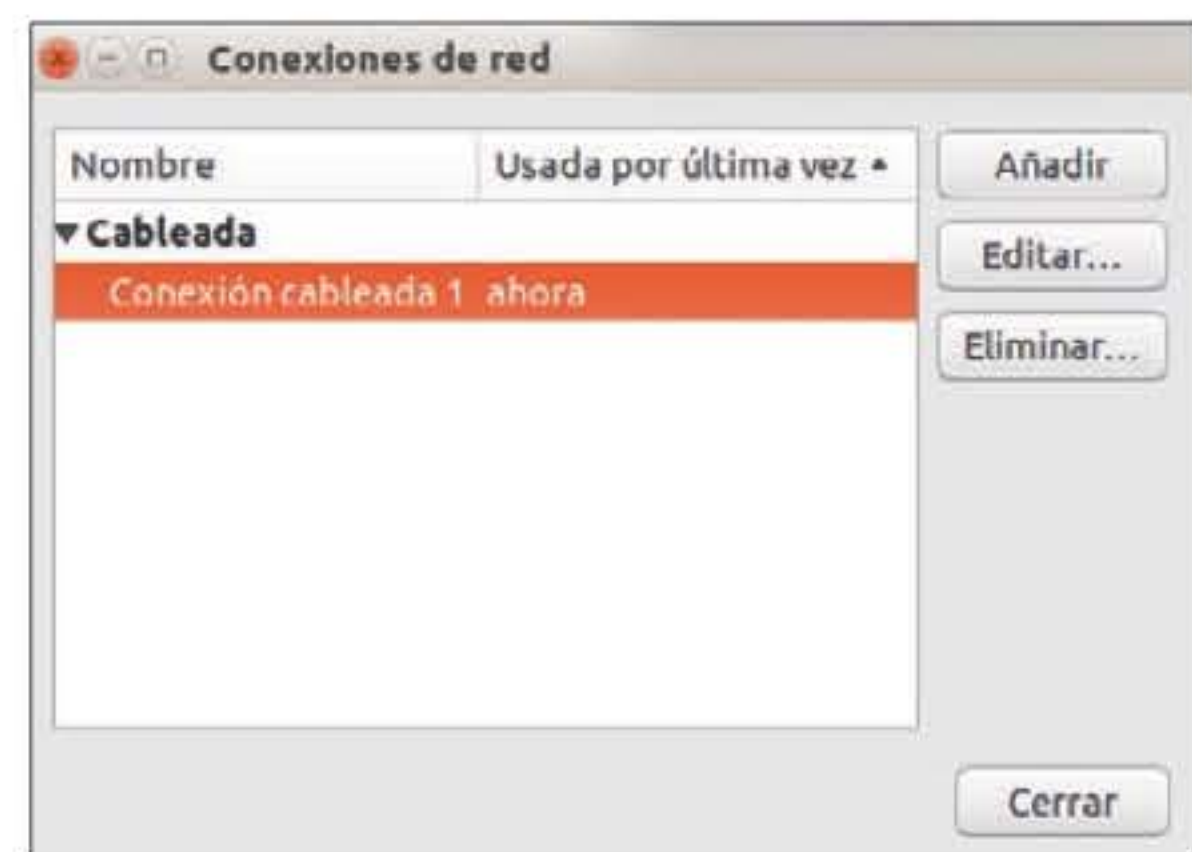 Conexiones de red
Nombre Usada por última vez
Cableada
Conexión cableada 1 ahora
Añadir
Editar...
Eliminar...
Cerrar